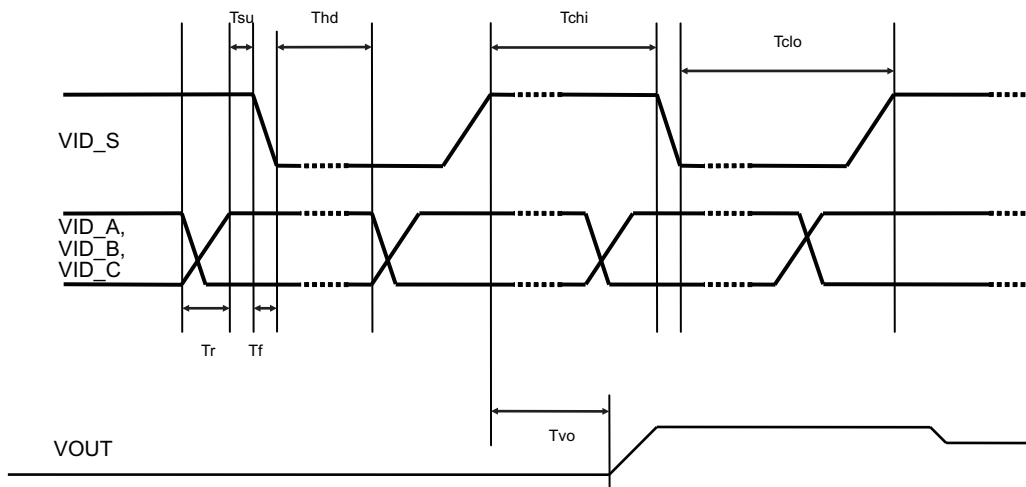 Tsu
Thd
Tchi
Tclo
VID_S
VID_A,
VID_B,
VID_C
Tr
Tf
Tvo
VOUT